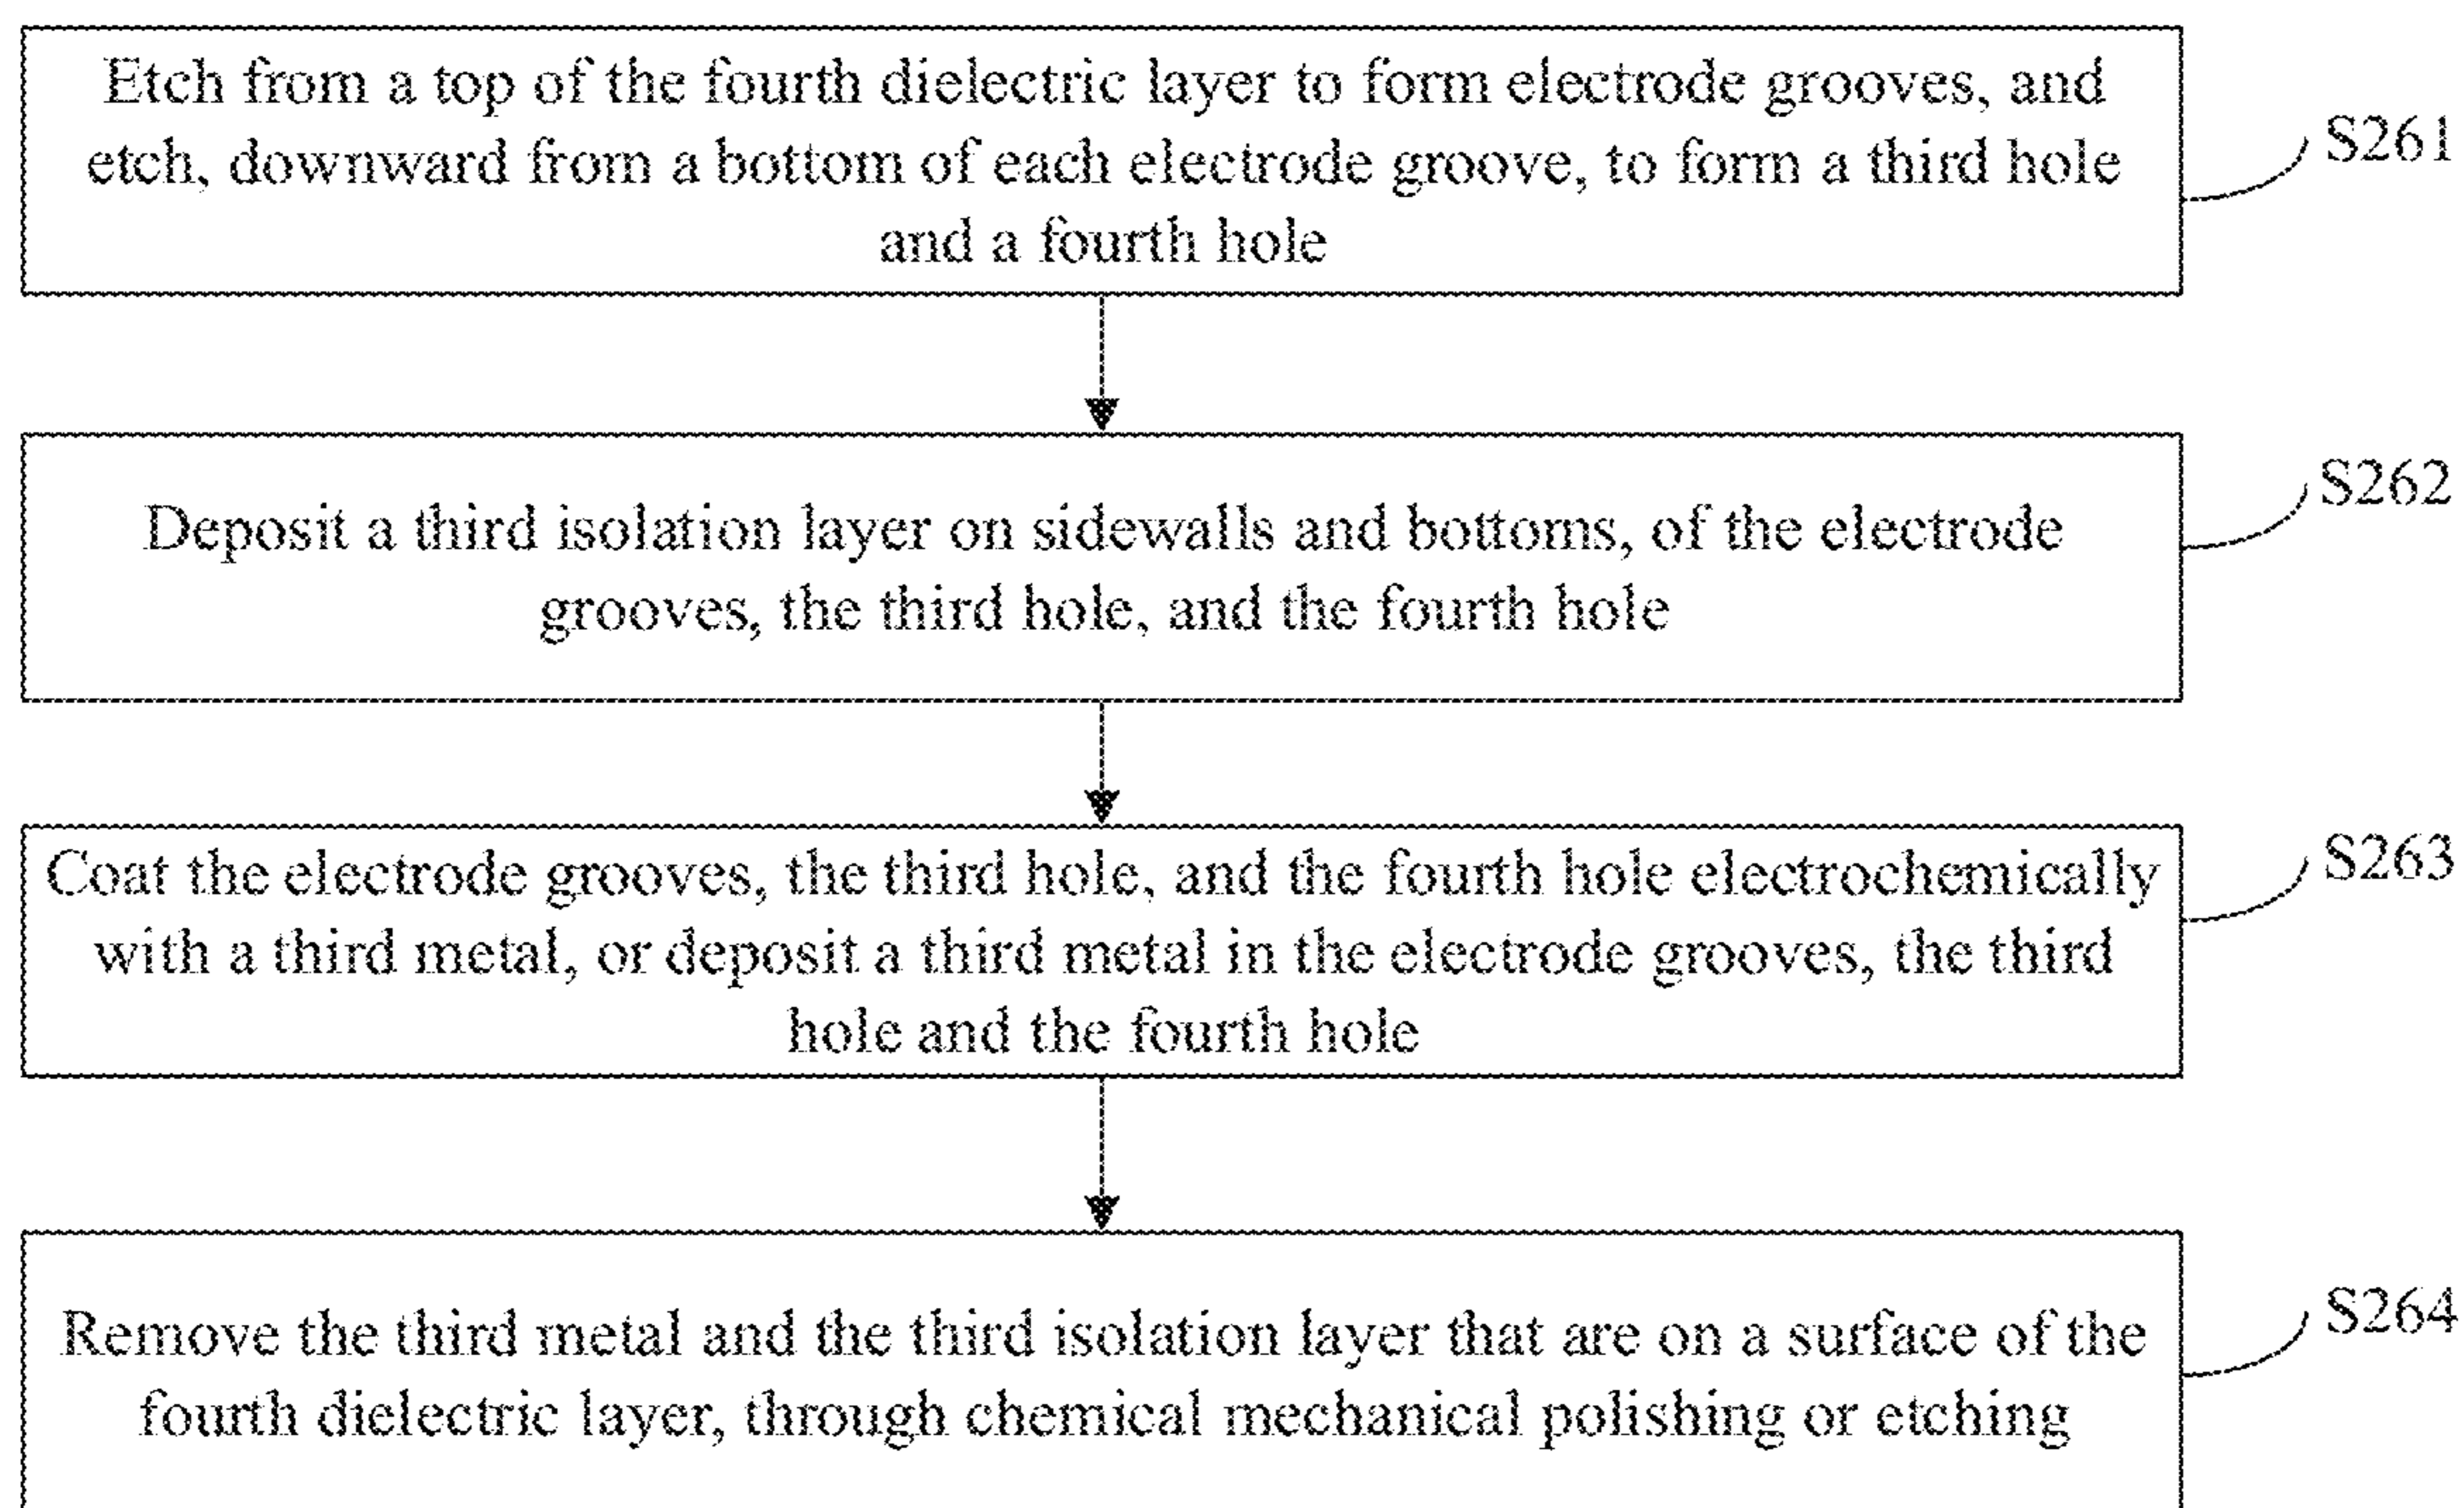 Etch from a top of the fourth dielectric layer to form electrode grooves, and
etch, downward from a bottom of each electrode groove, to form a third hole
and a fourth hole
S261
Deposit a third isolation layer on sidewalls and bottoms, of the electrode
grooves, the third hole, and the fourth hole
S262
Coat the electrode grooves, the third hole, and the fourth hole electrochemically
with a third metal, or deposit a third metal in the electrode grooves, the third
hole and the fourth hole
S263
Remove the third metal and the third isolation layer that are on a surface of the
fourth dielectric layer, through chemical mechanical polishing or etching
S264